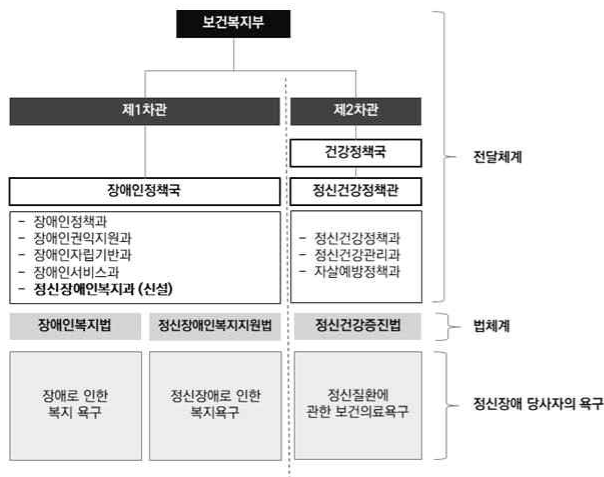 보건복지부
제1차관
제2차관
건강정책국
전달체계
장애인정책국
정신건강정책관
- 장애인정책과
- 장애인권익지원과
- 장애인자립기반과
- 장애인서비스과
- 정신장애인복지과 (신설)
- 정신건강정책과
- 정신건강관리과
- 자살예방정책과
장애인복지법
정신장애인복지지원법
정신건강증진법
법체계
장애로 인한
복지 욕구
정신장애로 인한
복지욕구
정신질환에
관한 보건의료욕구
정신장애 당사자의 욕구